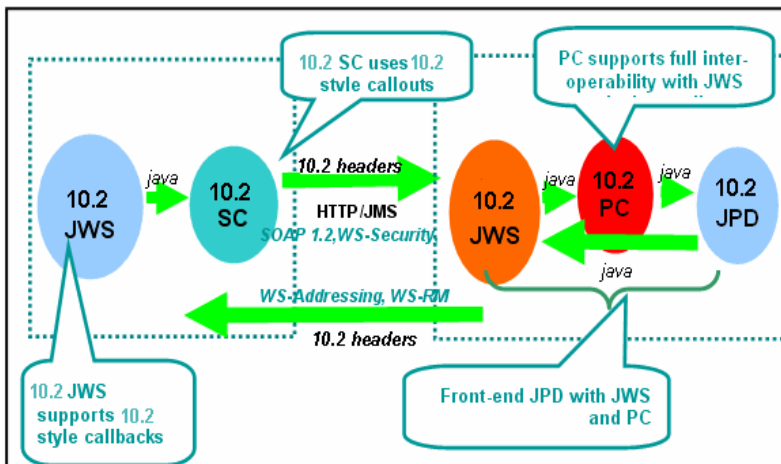 10.2 SC uses 10.2
style callouts
PC supports full inter-
operability with JWS
10.2
JWS
java
10.2
SC
10.2 headers
HTTP/JMS
SOAP 1.2,WS-Security,
WS-Addressing, WS-RM
10.2 headers
10.2
JWS
java
10.2
PC
java
10.2
JPD
java
10.2 JWS
supports 10.2
style callbacks
Front-end JPD with JWS
and PC